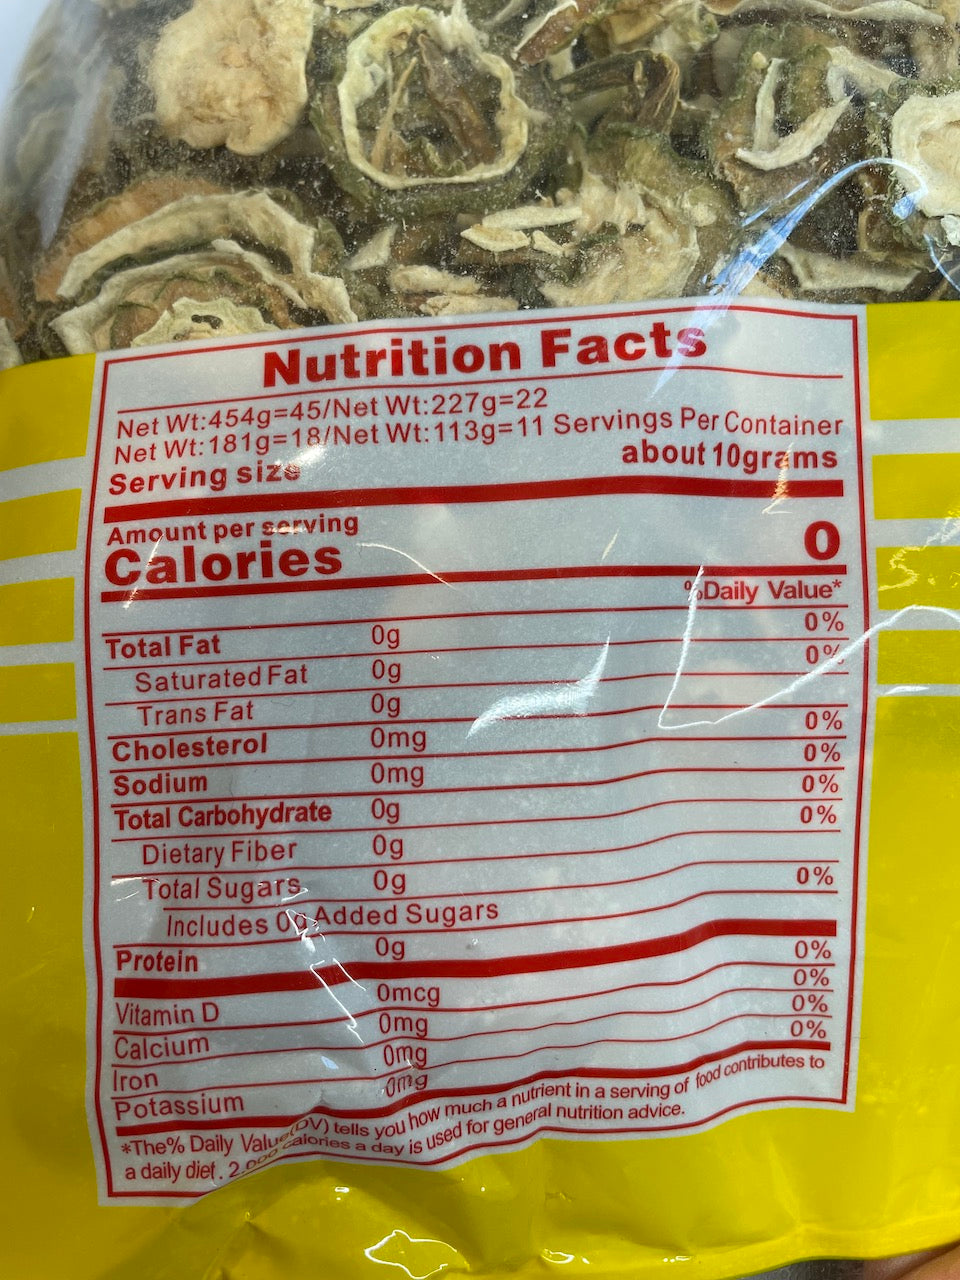 Nutrition Facts
Net Wt:454g=45/Net Wt:227g=22
Net Wt:181g=18/Net Wt:113g=11 Servings Per Container
Serving size about 10grams
Amount per serving
Calories 0
%Daily Value*
Total Fat 0g 0%
Saturated Fat 0g 0%
Trans Fat 0g
Cholesterol 0mg 0%
Sodium 0mg 0%
Total Carbohydrate 0g 0%
Dietary Fiber 0g 0%
Total Sugars 0g
Includes 0g Added Sugars 0%
Protein 0g
Vitamin D 0mcg 0%
Calcium 0mg 0%
Iron 0mg 0%
Potassium 0mg 0%
*The% Daily Value(DV) tells you how much a nutrient in a serving of food contributes to
a daily diet. 2.000 calories a day is used for general nutrition advice.